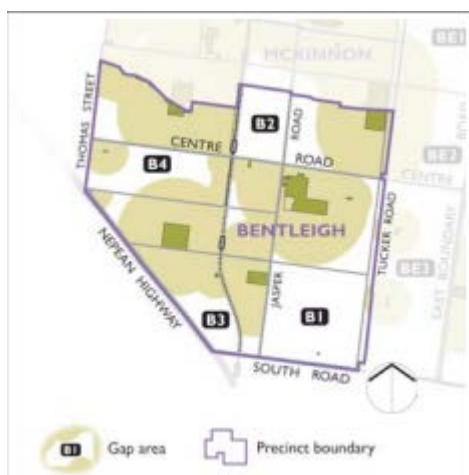 MCKINNON
BE1
THOMAS STREET
B2
ROAD
CENTRE
ROAD
B4
BE2
CENTRE
BENTLEIGH
TUCKER ROAD
NEPEAN HIGHWAY
EAST BOUNDARY
BE3
JASPER
B3
B1
SOUTH ROAD
B1 Gap area
Precinct boundary